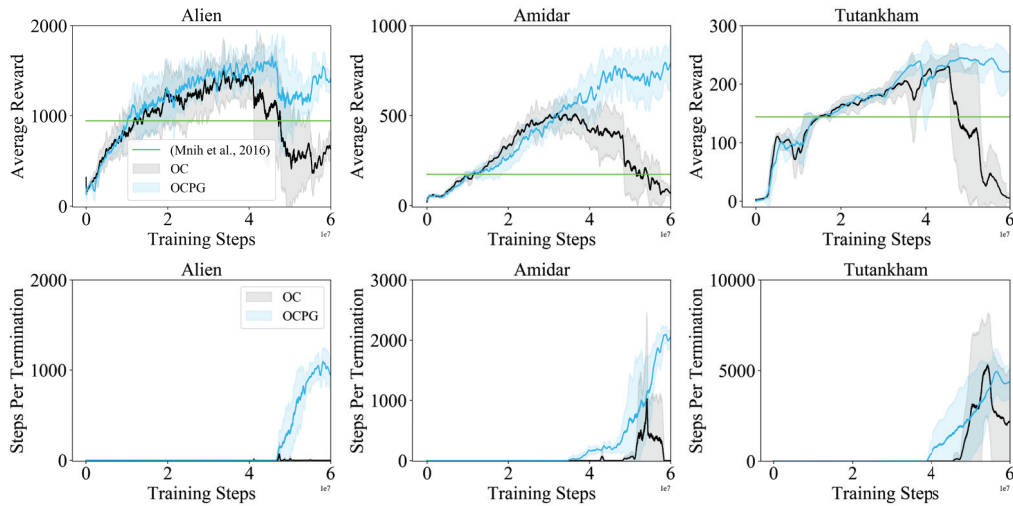 Alien
Amidar
Tutankham
Average Reward
2000
1000
0
(Mnih et al., 2016)
OC
OCPG
0 2 4 6
Training Steps
1e7
Average Reward
1000
500
0
0 2 4 6
Training Steps
1e7
Average Reward
300
200
100
0
0 2 4 6
Training Steps
1e7
Alien
Amidar
Tutankham
Steps Per Termination
2000
1000
0
OC
OCPG
0 2 4 6
Training Steps
1e7
Steps Per Termination
3000
2000
1000
0
0 2 4 6
Training Steps
1e7
Steps Per Termination
10000
5000
0
0 2 4 6
Training Steps
1e7